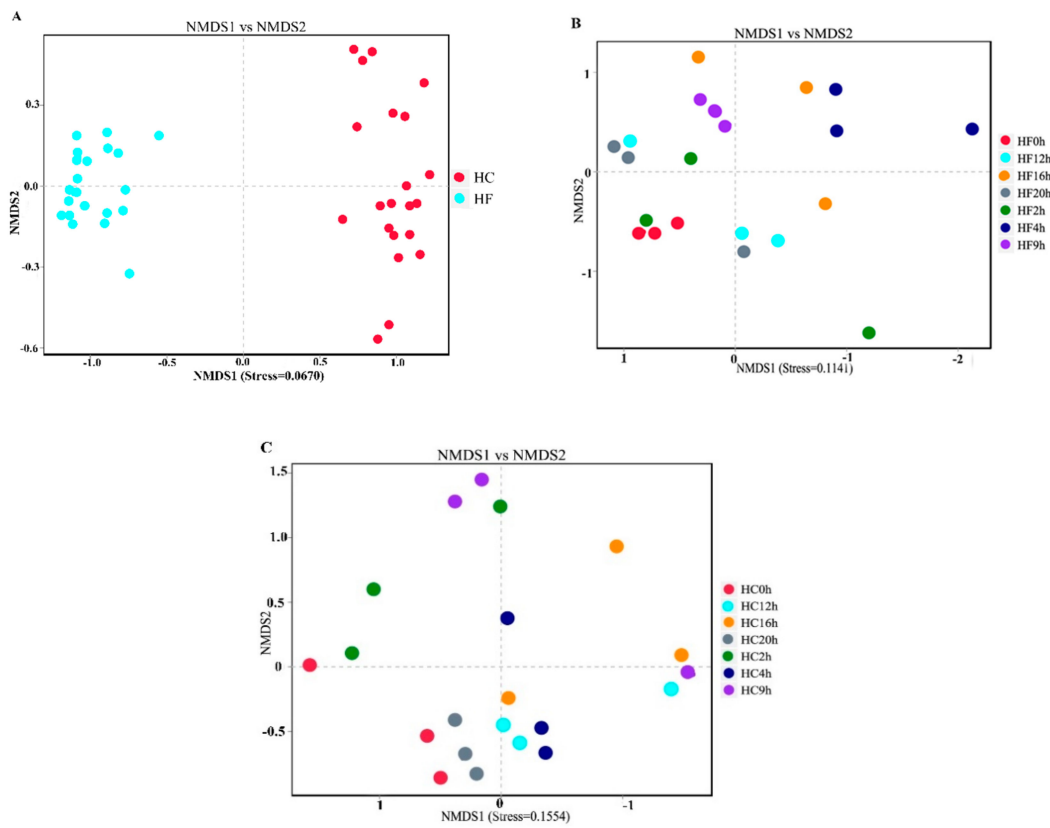 A
NMDS1 vs NMDS2
0.3
0.0
-0.3
-0.6
NMDS2
-1.0
-0.5
0.0
0.5
1.0
NMDS1 (Stress=0.0670)
HC
HF
B
NMDS1 vs NMDS2
1
0
-1
NMDS2
1
0
-1
-2
NMDS1 (Stress=0.1141)
HF0h
HF12h
HF16h
HF20h
HF2h
HF4h
HF9h
C
NMDS1 vs NMDS2
1.5
1.0
0.5
0
-0.5
NMDS2
1
0
-1
NMDS1 (Stress=0.1554)
HC0h
HC12h
HC16h
HC20h
HC2h
HC4h
HC9h